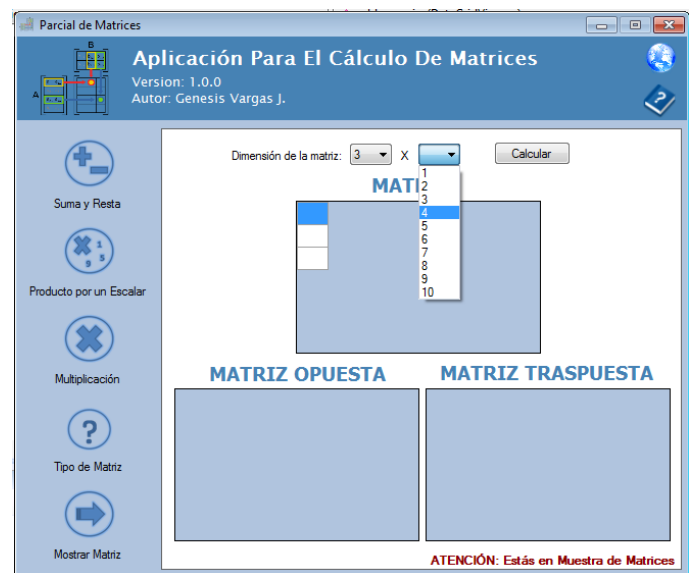 Parcial de Matrices
B
A
Aplicación Para El Cálculo De Matrices
Version: 1.0.0
Autor: Genesis Vargas J.
Suma y Resta
1
9 5
Producto por un Escalar
Multiplicación
?
Tipo de Matriz
Mostrar Matriz
Dimensión de la matriz: 3 X
Calcular
1
2
3
4
5
6
7
8
9
10
MAT
MATRIZ OPUESTA
MATRIZ TRASPUESTA
ATENCIÓN: Estás en Muestra de Matrices